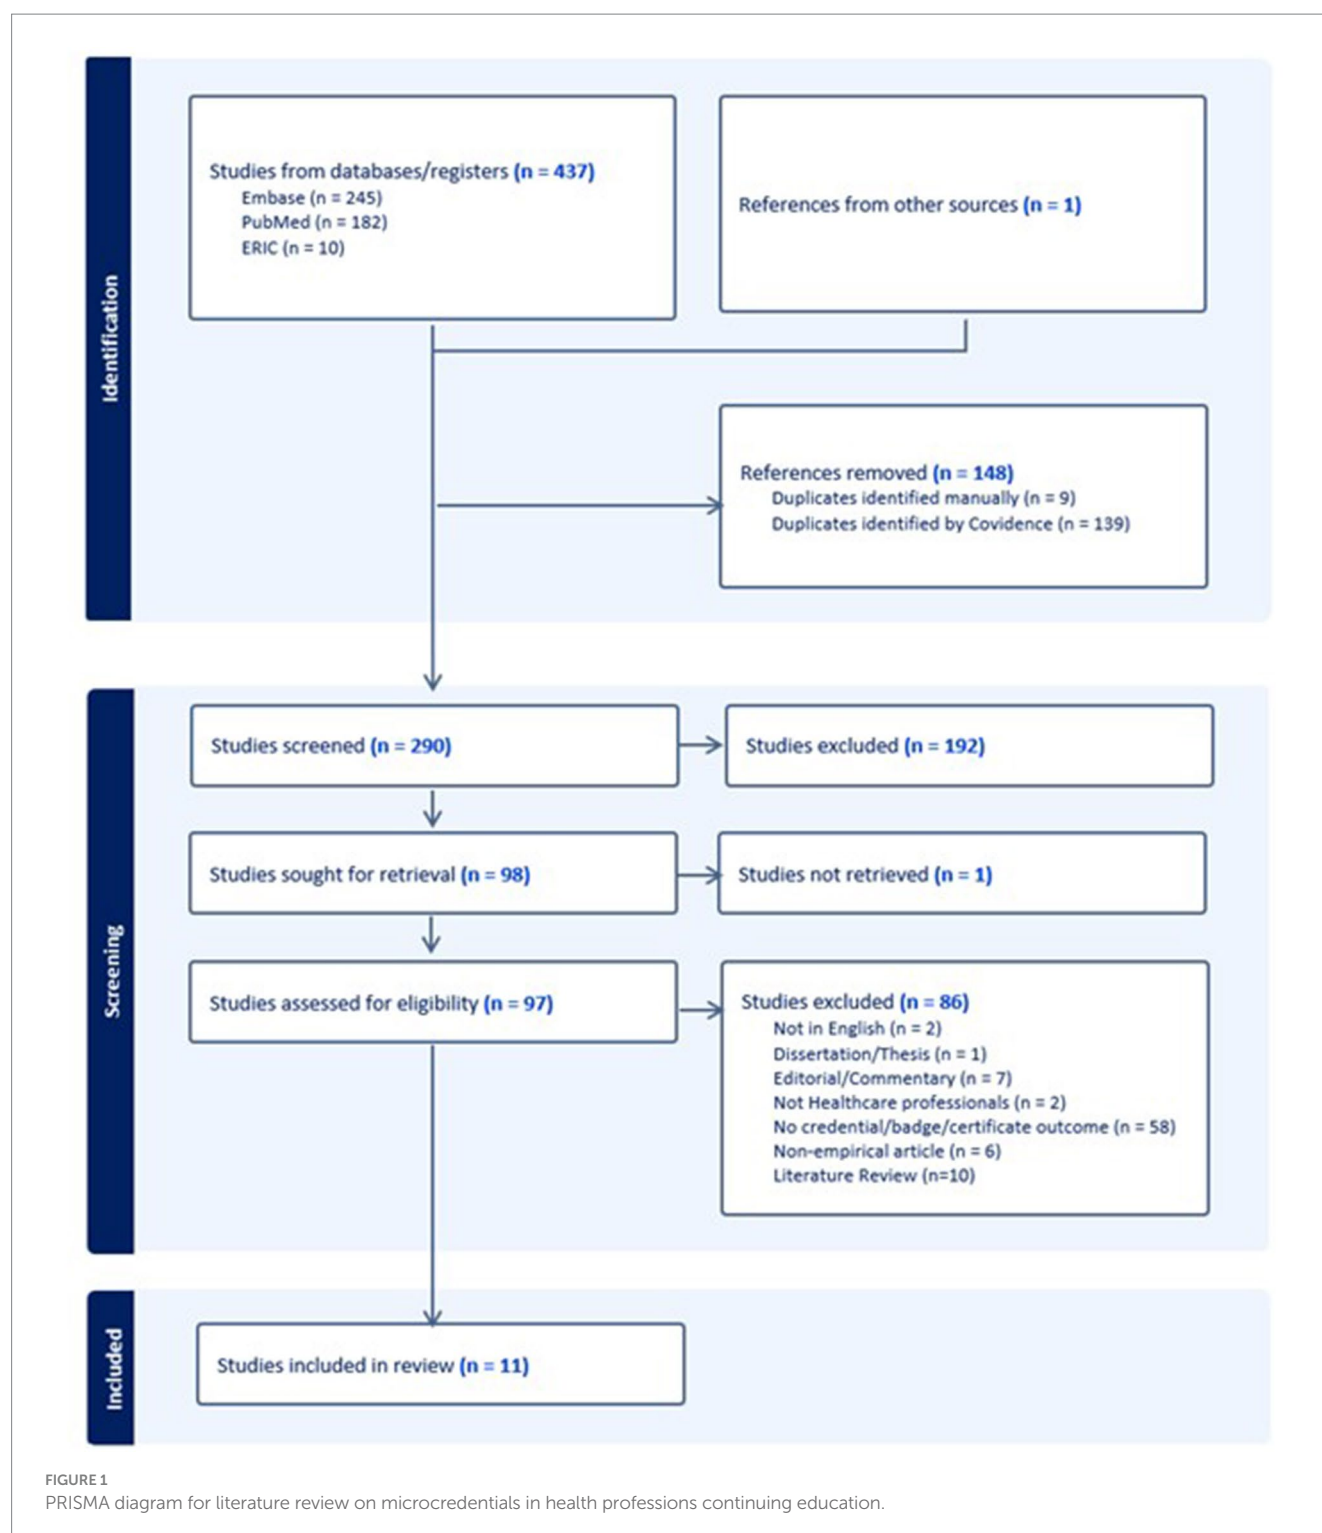 Identification
Studies from databases/registers (n = 437)
Embase (n = 245)
PubMed (n = 182)
ERIC (n = 10)
References from other sources (n = 1)
References removed (n = 148)
Duplicates identified manually (n = 9)
Duplicates identified by Covidence (n = 139)
Screening
Studies screened (n = 290)
Studies excluded (n = 192)
Studies sought for retrieval (n = 98)
Studies not retrieved (n = 1)
Studies assessed for eligibility (n = 97)
Studies excluded (n = 86)
Not in English (n = 2)
Dissertation/Thesis (n = 1)
Editorial/Commentary (n = 7)
Not Healthcare professionals (n = 2)
No credential/badge/certificate outcome (n = 58)
Non-empirical article (n = 6)
Literature Review (n=10)
Included
Studies included in review (n = 11)
FIGURE 1
PRISMA diagram for literature review on microcredentials in health professions continuing education.